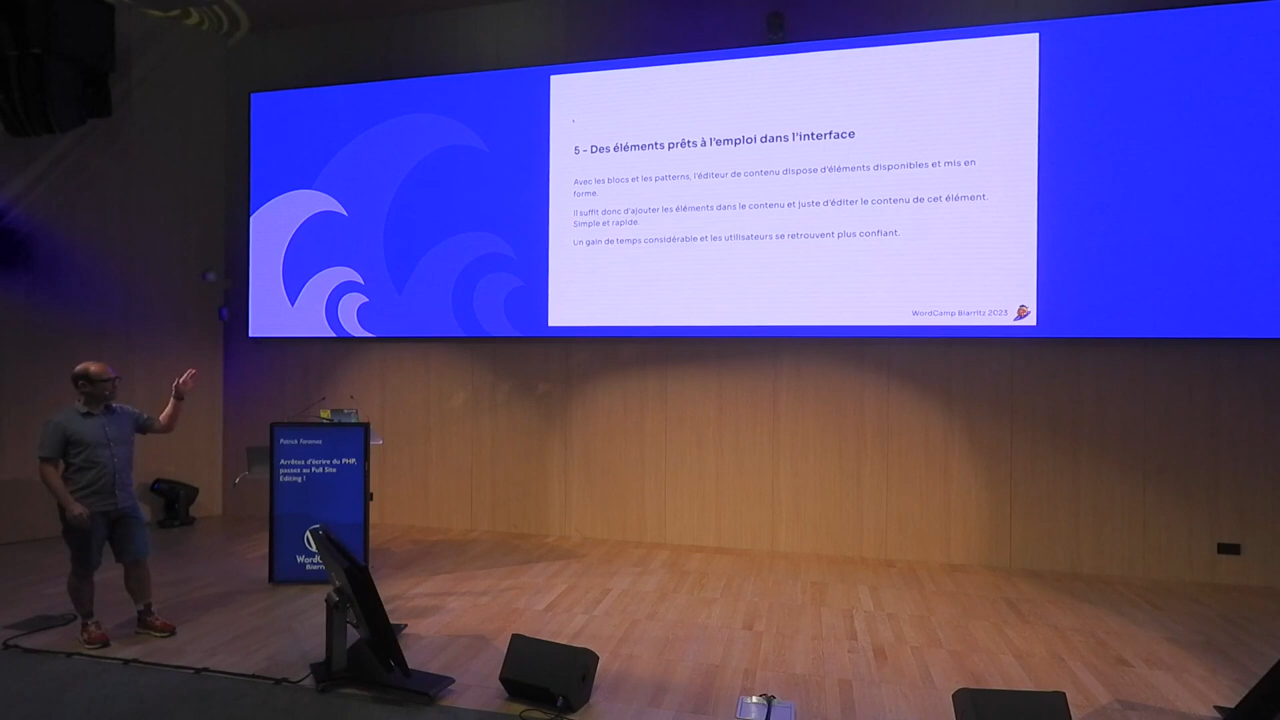 5 - Des éléments prêts à l'emploi dans l'interface
Avec les blocs et les patterns, l'éditeur de contenu dispose d'éléments disponibles et mis en
forme.
Il suffit donc d'ajouter les éléments dans le contenu et juste d'éditer le contenu de cet élément.
Simple et rapide.
Un gain de temps considérable et les utilisateurs se retrouvent plus confiant.
WordCamp Biarritz 2023
Patrick Faramaz
Arrêtez d'écrire du PHP,
passez au Full Site
Editing !